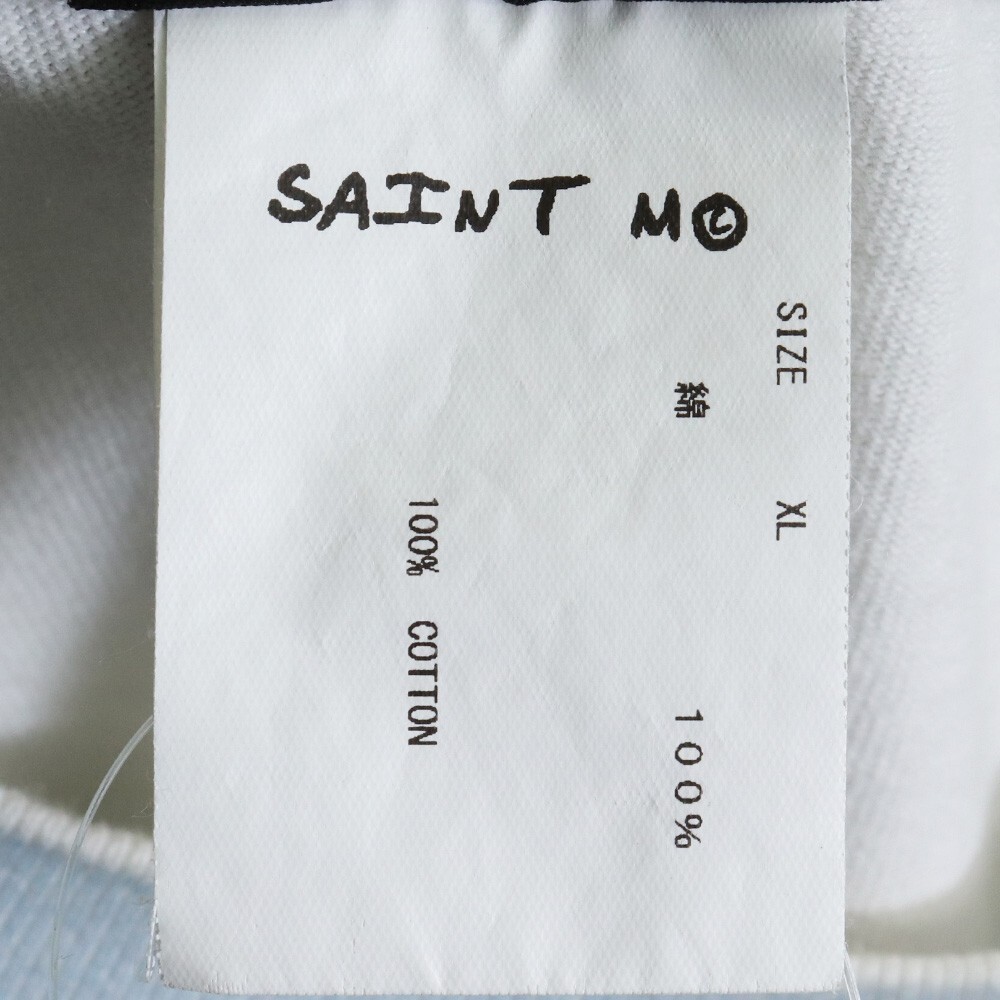 SAINT M©
SIZE XL
綿 100%
100% COTTON